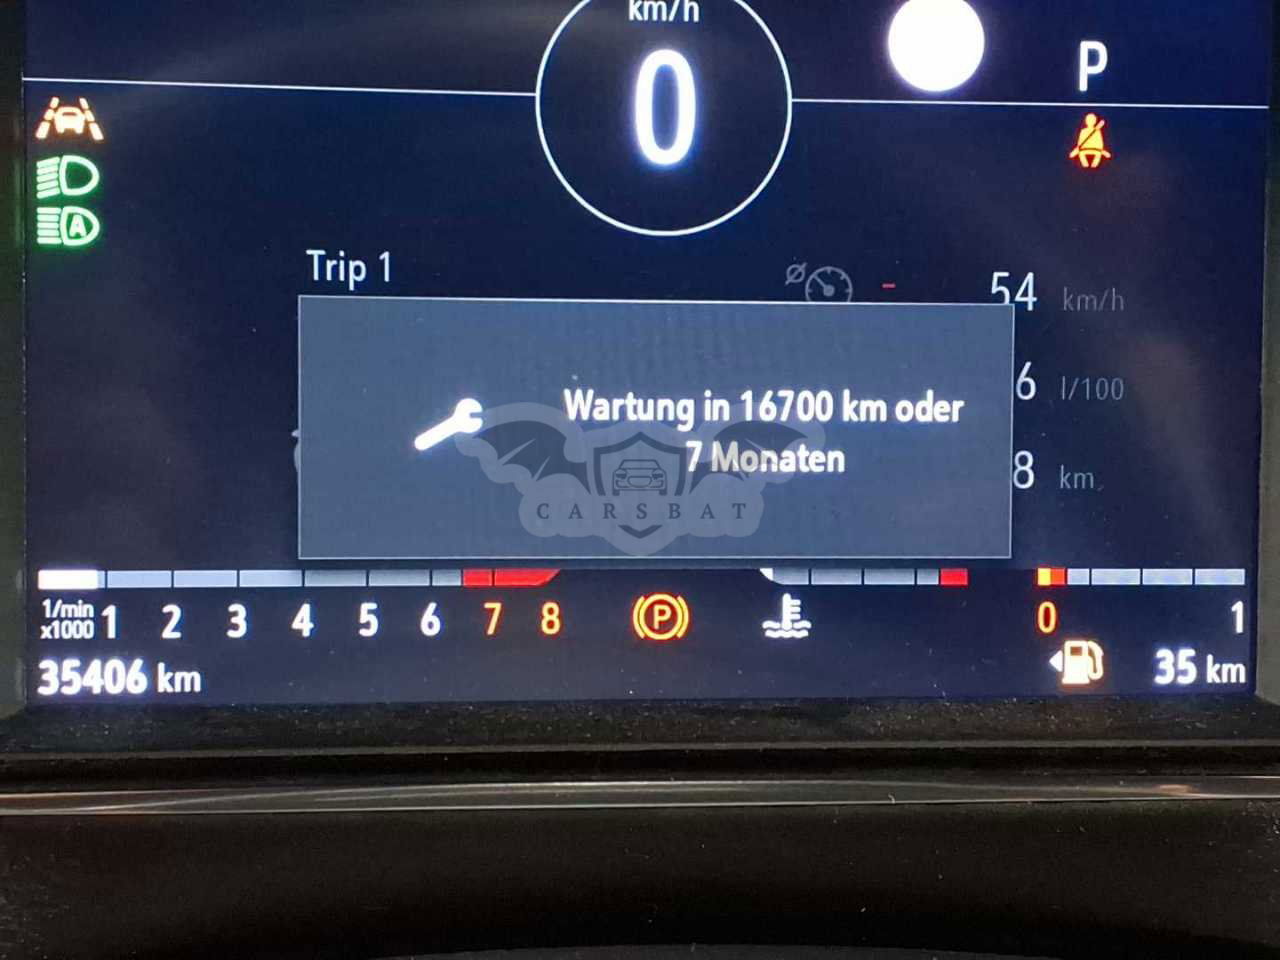 km/h
0
P
A
Trip 1
54 km/h
6 l/100
8 km
Wartung in 16700 km oder
7 Monaten
CARSBAT
1/min
x1000 1 2 3 4 5 6 7 8
P
0 1
35406 km
35 km